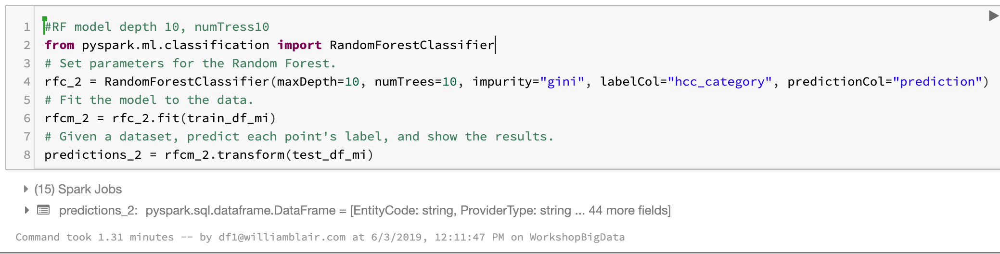 1 #RF model depth 10, numTress10
2 from pyspark.ml.classification import RandomForestClassifier
3 # Set parameters for the Random Forest.
4 rfc_2 = RandomForestClassifier(maxDepth=10, numTrees=10, impurity="gini", labelCol="hcc_category", predictionCol="prediction")
5 # Fit the model to the data.
6 rfcm_2 = rfc_2.fit(train_df_mi)
7 # Given a dataset, predict each point's label, and show the results.
8 predictions_2 = rfcm_2.transform(test_df_mi)
(15) Spark Jobs
predictions_2: pyspark.sql.dataframe.DataFrame = [EntityCode: string, ProviderType: string ... 44 more fields]
Command took 1.31 minutes -- by df1@williamblair.com at 6/3/2019, 12:11:47 PM on WorkshopBigData